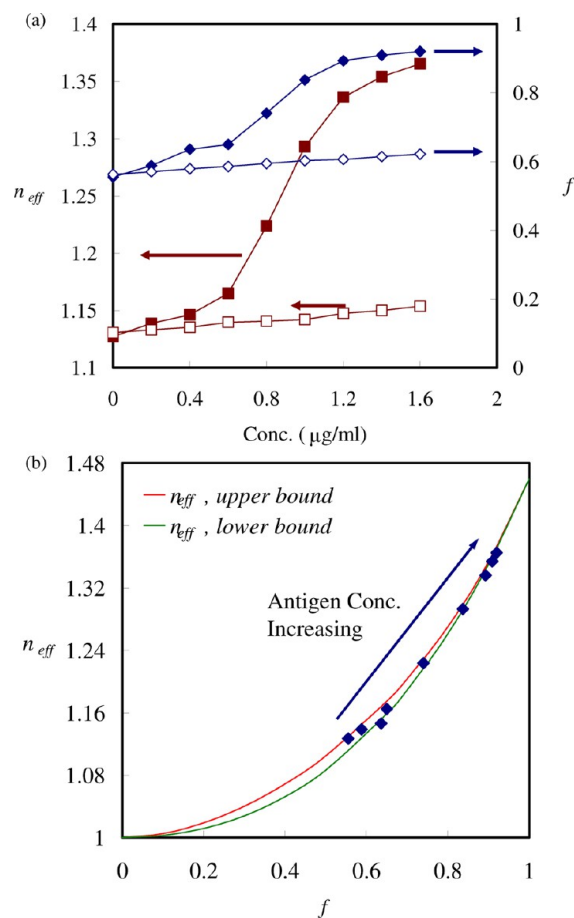 (a)
1.4
1
1.35
0.8
1.3
0.6
n eff
1.25
f
0.4
1.2
0.2
1.15
1.1
0
0
0.4
0.8
1.2
1.6
2
Conc. ( μg/ml)
(b)
1.48
neff , upper bound
neff , lower bound
1.4
1.32
Antigen Conc.
Increasing
n eff
1.24
1.16
1.08
1
0
0.2
0.4
0.6
0.8
1
f